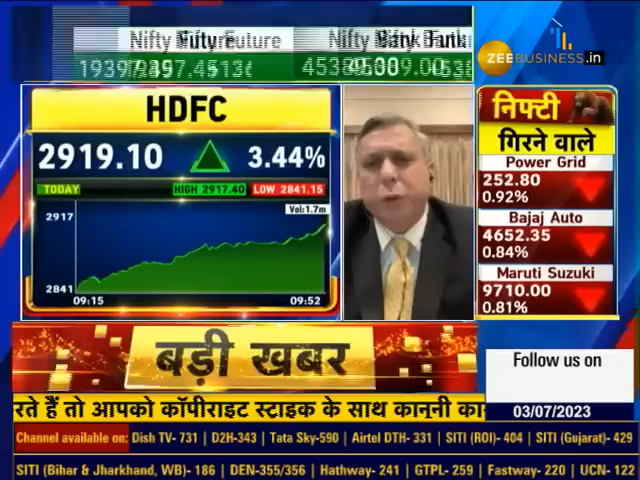 Nifty Future
ZEEBUSINESS.in
HDFC
2919.10 3.44%
TODAY HIGH 2917.40 LOW 2841.15
Vol:1.7m
2917
2841
09:15 09:52
निफ्टी
गिरने वाले
Power Grid
252.80
0.92%
Bajaj Auto
4652.35
0.84%
Maruti Suzuki
9710.00
0.81%
बड़ी खबर
Follow us on
रते हैं तो आपको कॉपीराइट स्टाइक के साथ कानूनी का
03/07/2023
Channel available on: Dish TV- 731 | D2H-343 | Tata Sky-590 | Airtel DTH- 331 | SITI (ROI)- 404 | SITI (Gujarat)- 429
SITI (Bihar & Jharkhand, WB)- 186 | DEN-355/356 | Hathway- 241 | GTPL- 259 | Fastway- 220 | UCN- 122